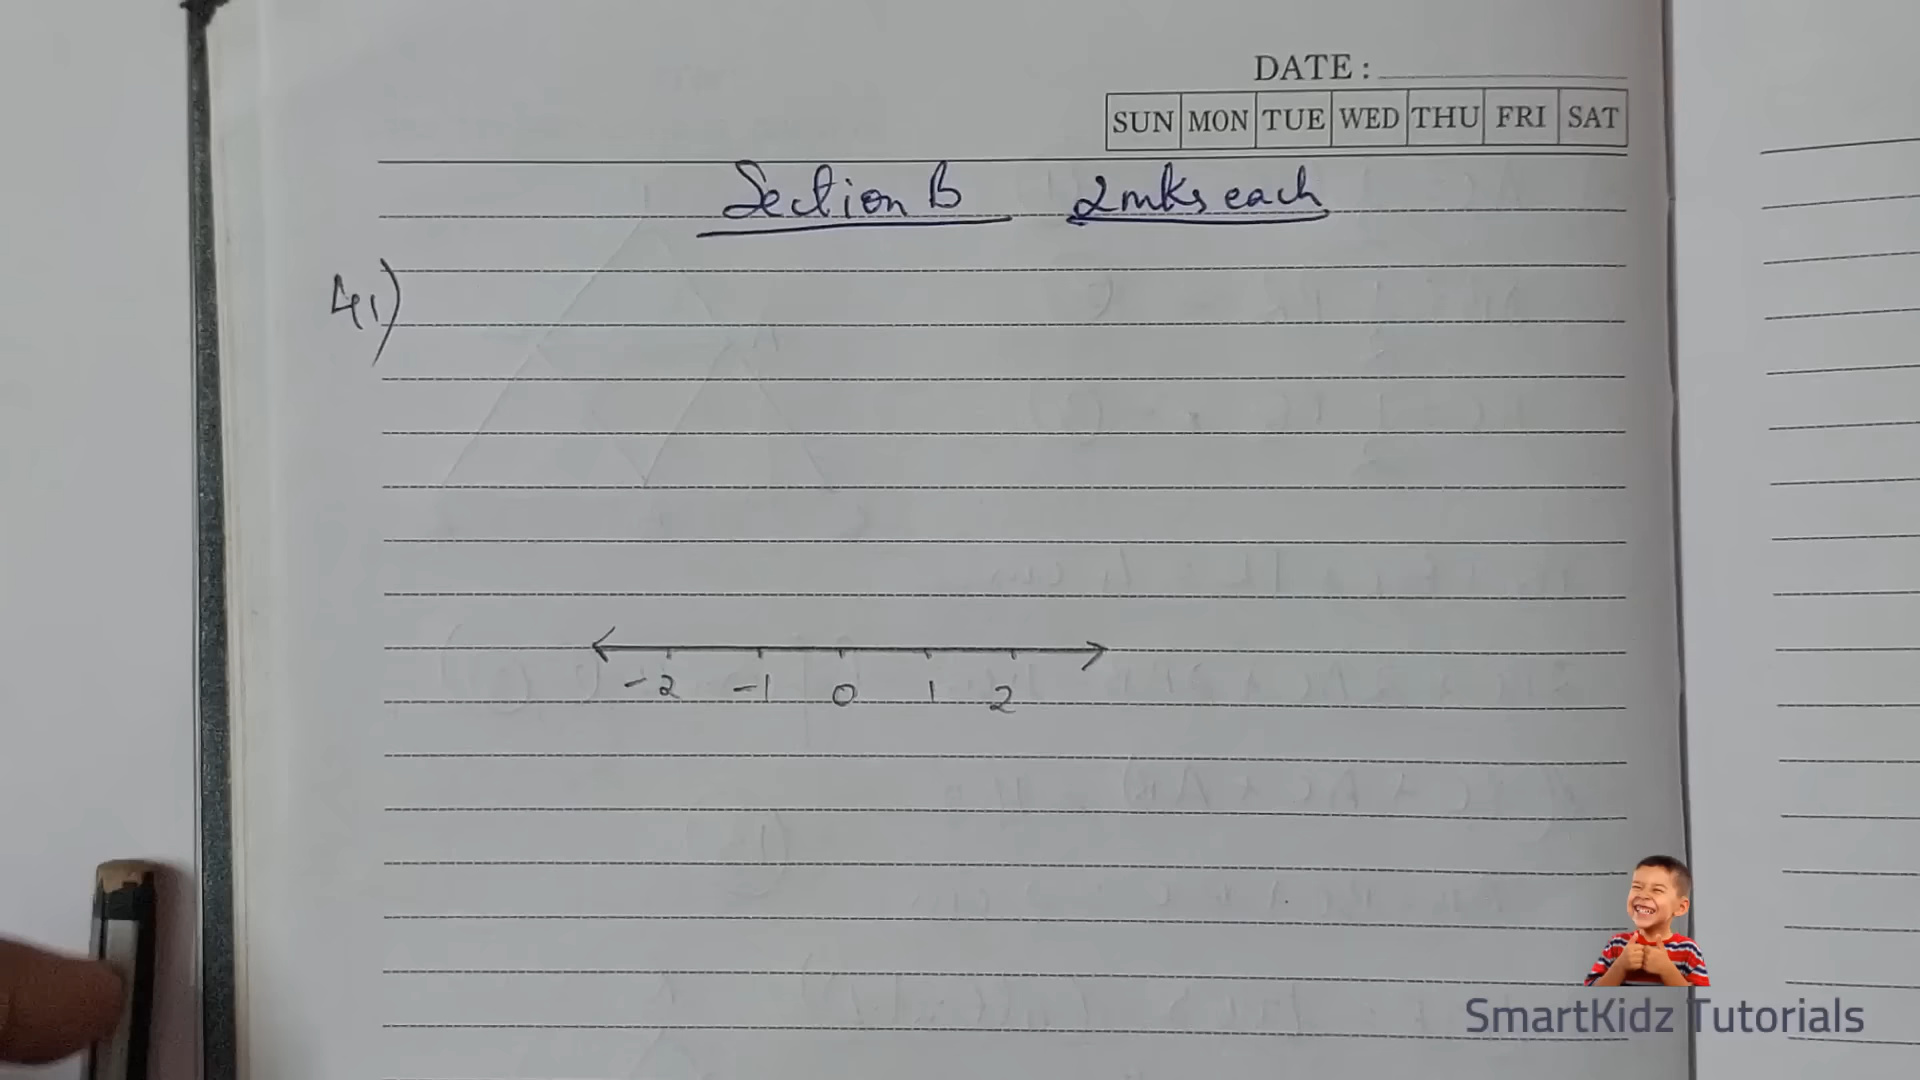 DATE :
SUN MON TUE WED THU FRI SAT
Section B 2mks each
41)
-2 -1 0 1 2
SmartKidz Tutorials